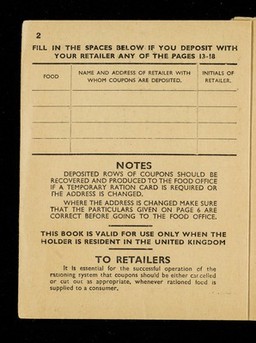 2
FILL IN THE SPACES BELOW IF YOU DEPOSIT WITH
YOUR RETAILER ANY OF THE PAGES 13-18
FOOD
NAME AND ADDRESS OF RETAILER WITH
WHOM COUPONS ARE DEPOSITED.
INITIALS OF
RETAILER.
NOTES
DEPOSITED ROWS OF COUPONS SHOULD BE
RECOVERED AND PRODUCED TO THE FOOD OFFICE
IF A TEMPORARY RATION CARD IS REQUIRED OR
THE ADDRESS IS CHANGED.
WHERE THE ADDRESS IS CHANGED MAKE SURE
THAT THE PARTICULARS GIVEN ON PAGE 6 ARE
CORRECT BEFORE GOING TO THE FOOD OFFICE.
THIS BOOK IS VALID FOR USE ONLY WHEN THE
HOLDER IS RESIDENT IN THE UNITED KINGDOM
TO RETAILERS
It is essential for the successful operation of the
rationing system that coupons should be either cancelled
or cut out as appropriate, whenever rationed food is
supplied to a consumer.